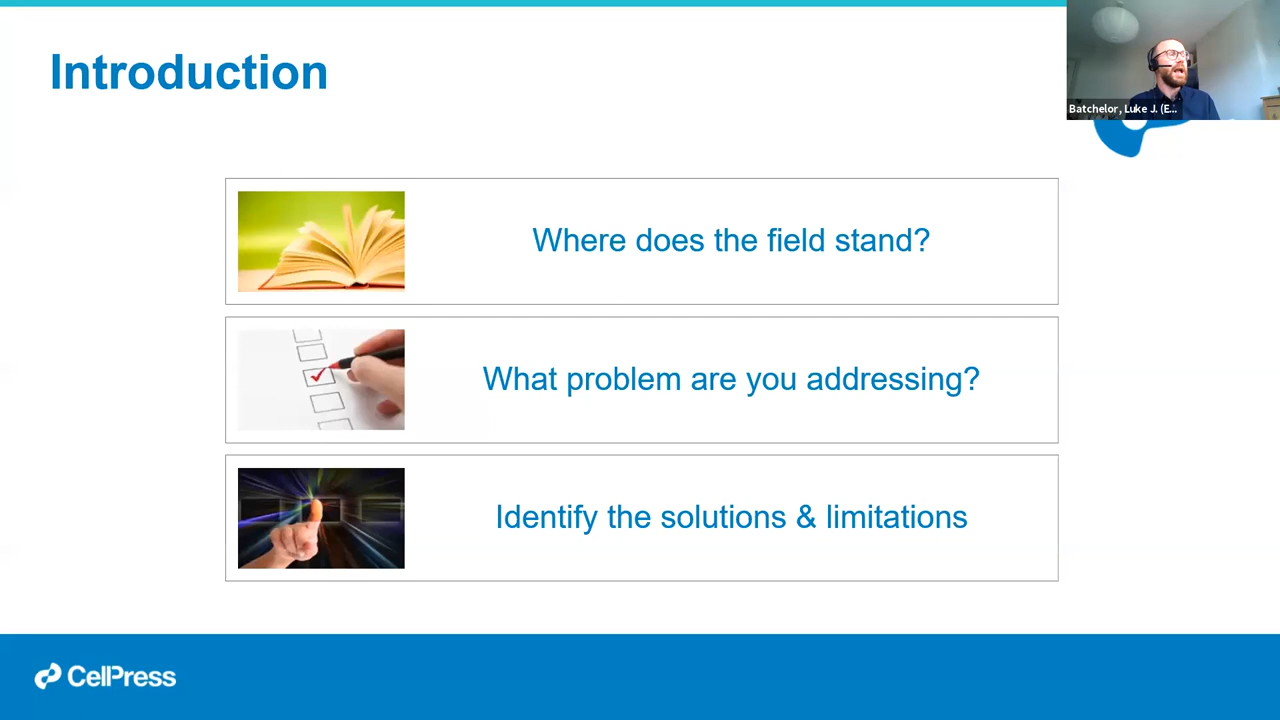 Introduction
Batchelor, Luke J. (E...
Where does the field stand?
What problem are you addressing?
Identify the solutions & limitations
CellPress